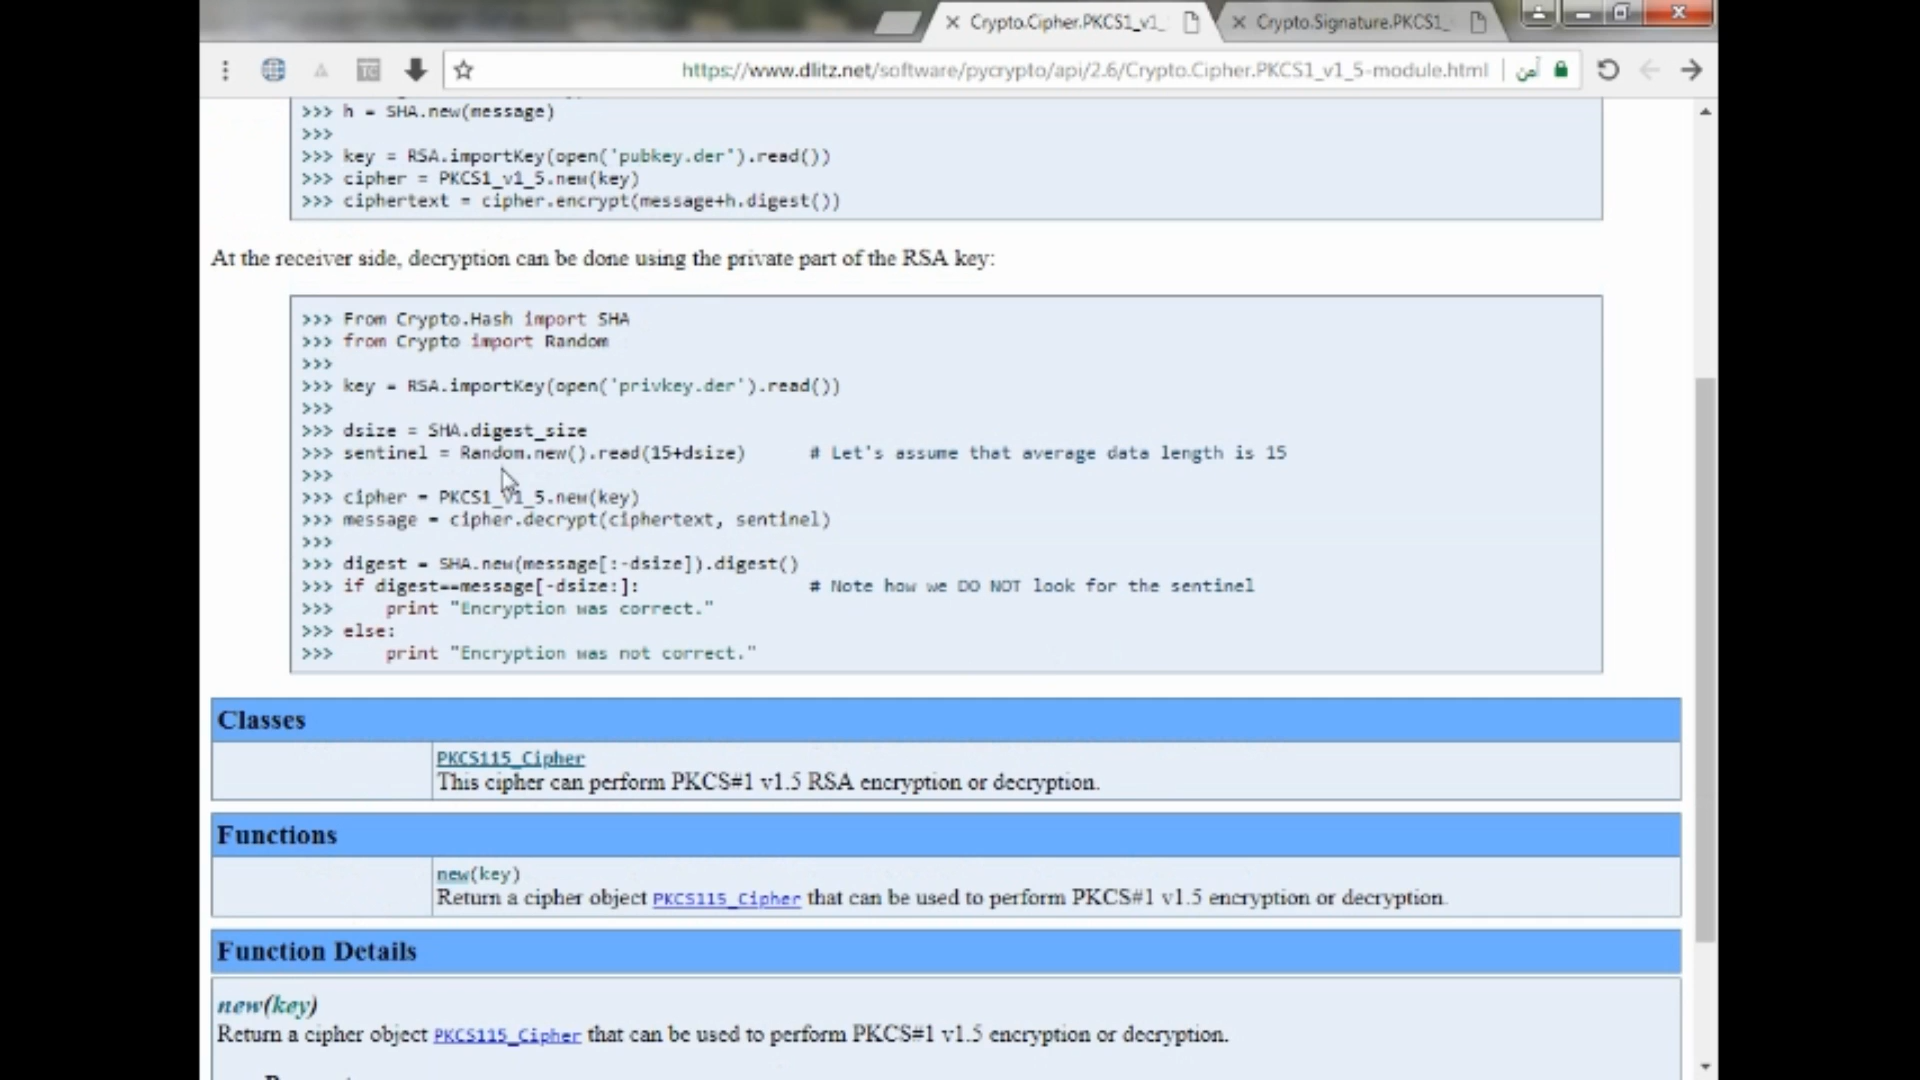 Crypto.Cipher.PKCS1_v1_
Crypto.Signature.PKCS1_
TC
https://www.dlitz.net/software/pycrypto/api/2.6/Crypto.Cipher.PKCS1_v1_5-module.html
آمن
>>> h = SHA.new(message)
>>>
>>> key = RSA.importKey(open('pubkey.der').read())
>>> cipher = PKCS1_v1_5.new(key)
>>> ciphertext = cipher.encrypt(message+h.digest())
At the receiver side, decryption can be done using the private part of the RSA key:
>>> From Crypto.Hash import SHA
>>> from Crypto import Random
>>>
>>> key = RSA.importKey(open('privkey.der').read())
>>>
>>> dsize = SHA.digest_size
>>> sentinel = Random.new().read(15+dsize) # Let's assume that average data length is 15
>>>
>>> cipher = PKCS1_v1_5.new(key)
>>> message = cipher.decrypt(ciphertext, sentinel)
>>>
>>> digest = SHA.new(message[:-dsize]).digest()
>>> if digest==message[-dsize:]: # Note how we DO NOT look for the sentinel
>>> print "Encryption was correct."
>>> else:
>>> print "Encryption was not correct."
Classes
PKCS115_Cipher
This cipher can perform PKCS#1 v1.5 RSA encryption or decryption.
Functions
new(key)
Return a cipher object PKCS115_Cipher that can be used to perform PKCS#1 v1.5 encryption or decryption.
Function Details
new(key)
Return a cipher object PKCS115_Cipher that can be used to perform PKCS#1 v1.5 encryption or decryption.